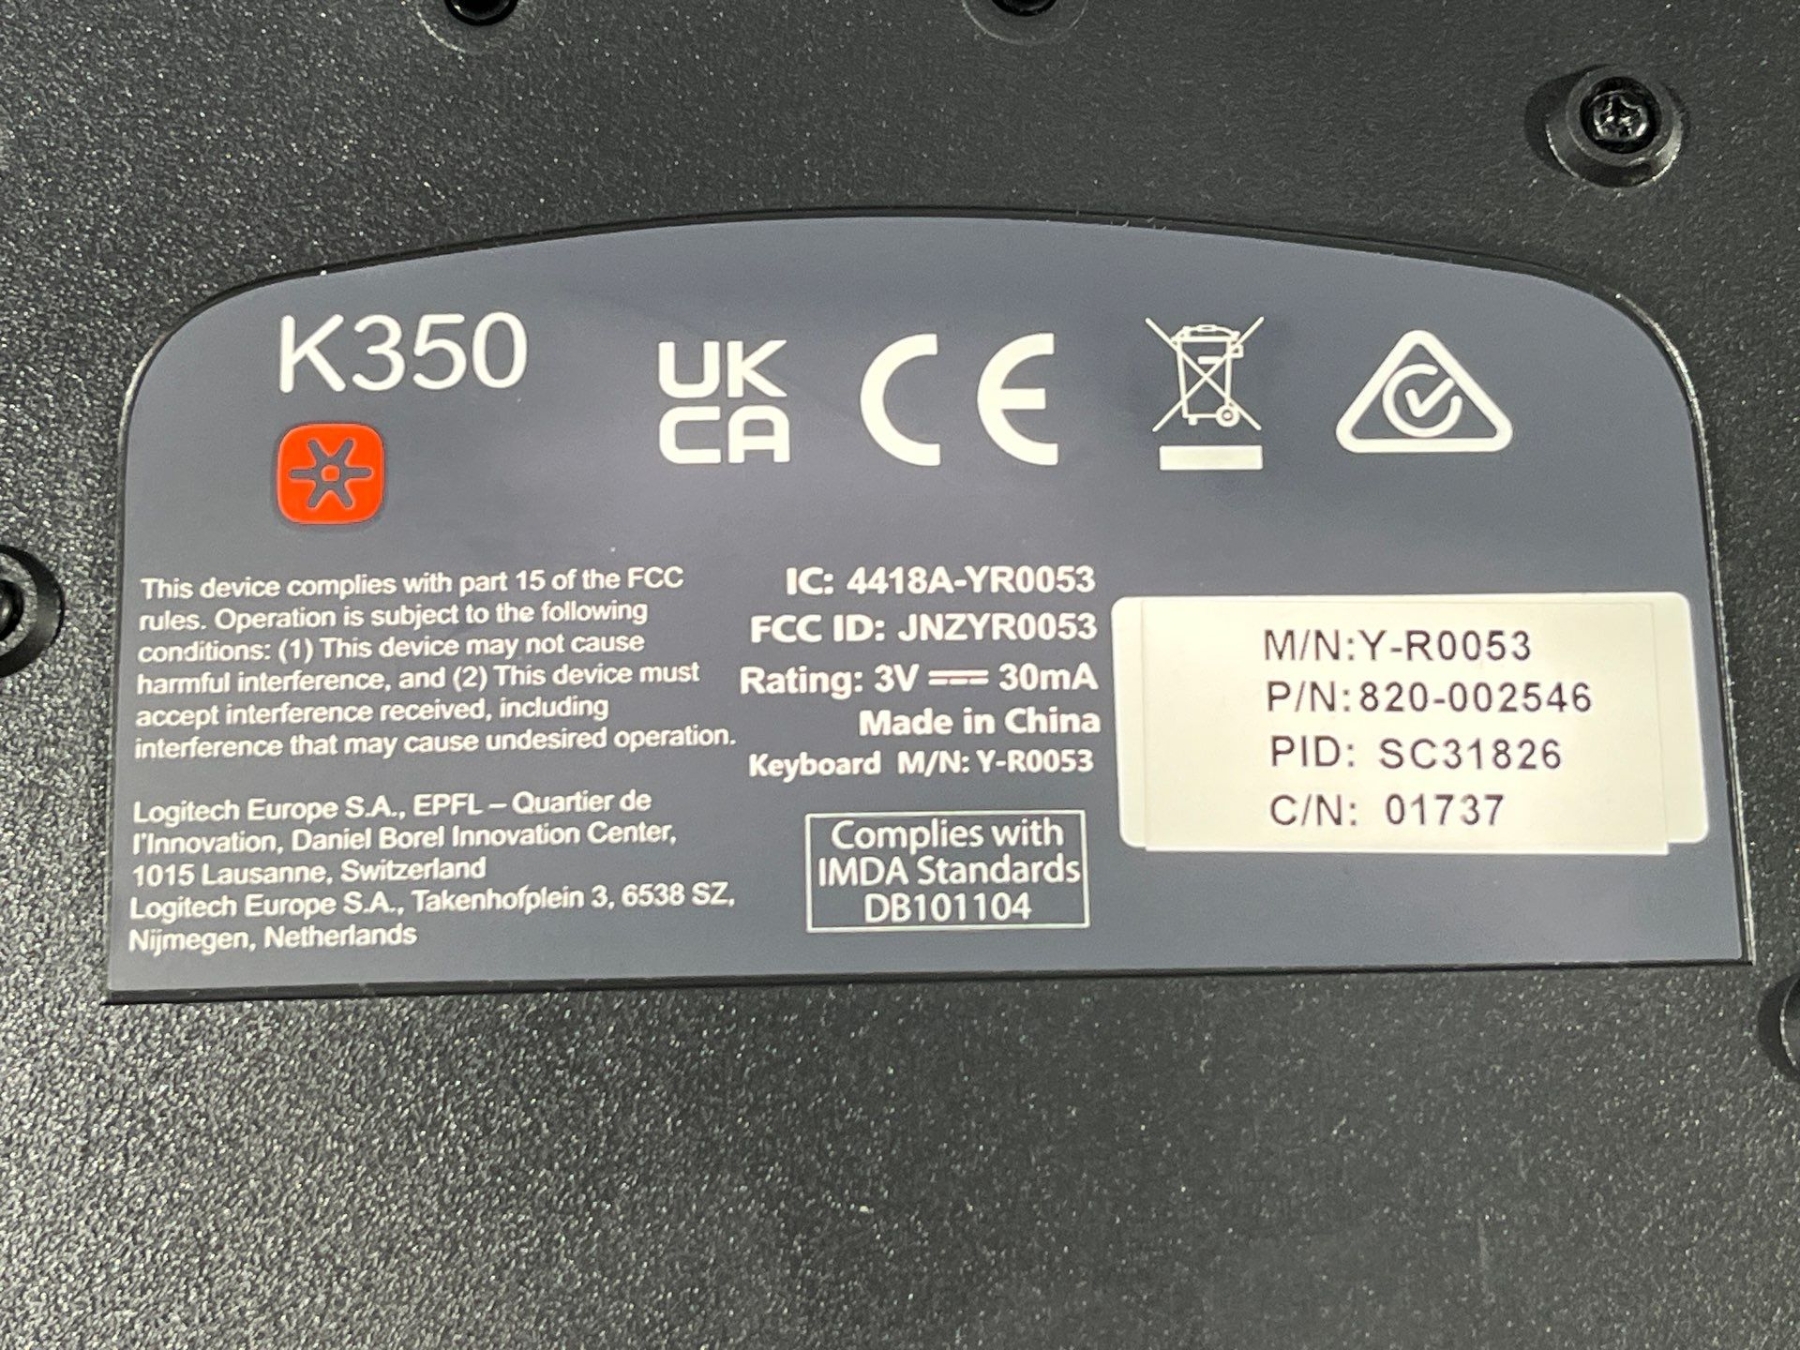 K350
UK
CA
CE
This device complies with part 15 of the FCC
rules. Operation is subject to the following
conditions: (1) This device may not cause
harmful interference, and (2) This device must
accept interference received, including
interference that may cause undesired operation.
Logitech Europe S.A., EPFL – Quartier de
l'Innovation, Daniel Borel Innovation Center,
1015 Lausanne, Switzerland
Logitech Europe S.A., Takenhofplein 3, 6538 SZ,
Nijmegen, Netherlands
IC: 4418A-YR0053
FCC ID: JNZYR0053
Rating: 3V ⎓ 30mA
Made in China
Keyboard M/N: Y-R0053
Complies with
IMDA Standards
DB101104
M/N:Y-R0053
P/N:820-002546
PID: SC31826
C/N: 01737